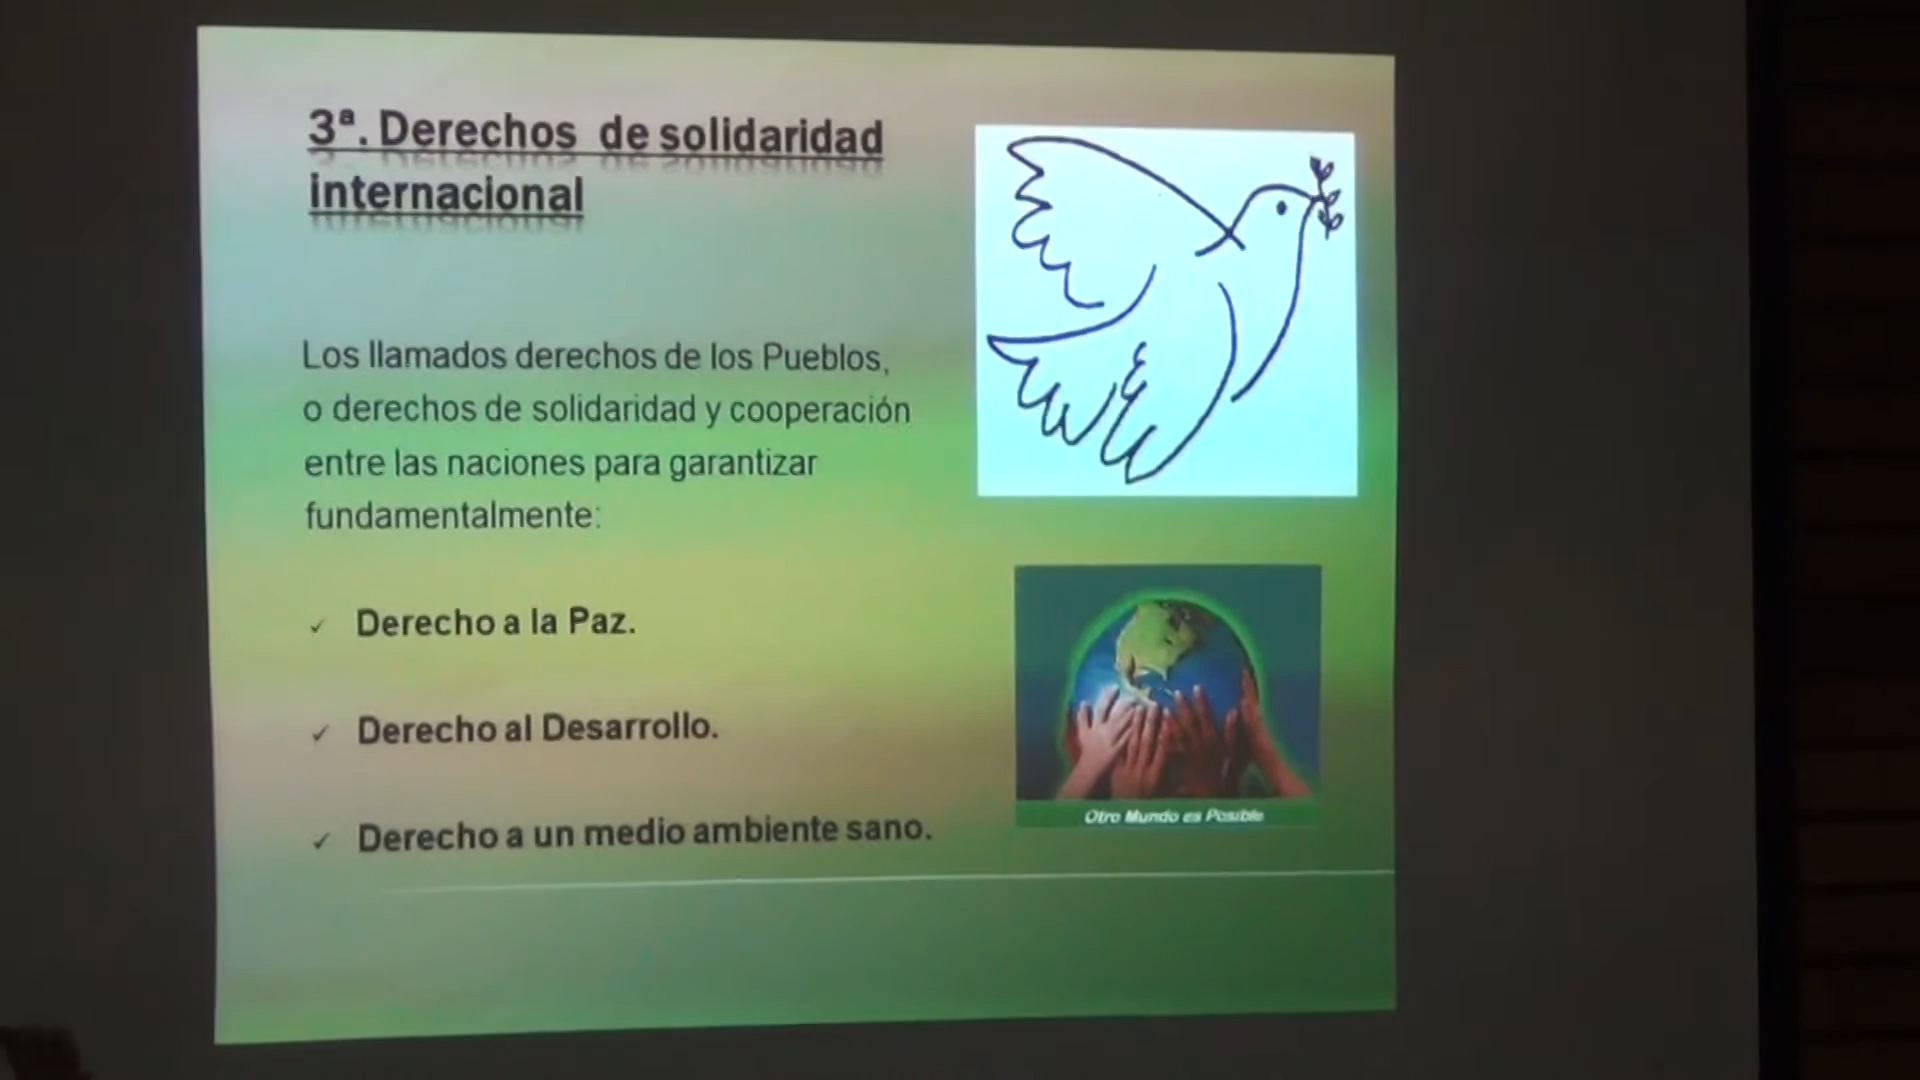 3ª. Derechos de solidaridad
internacional
Los llamados derechos de los Pueblos,
o derechos de solidaridad y cooperación
entre las naciones para garantizar
fundamentalmente:
✓ Derecho a la Paz.
✓ Derecho al Desarrollo.
✓ Derecho a un medio ambiente sano.
Otro Mundo es Posible